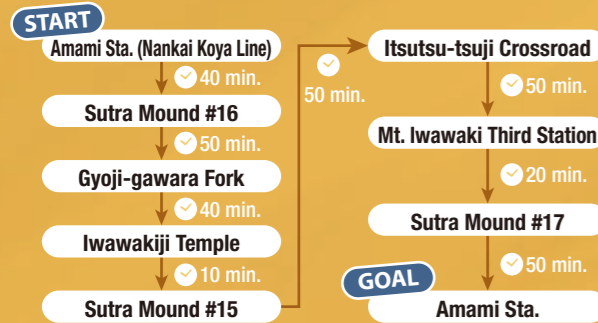 START
Amami Sta. (Nankai Koya Line)
40 min.
Sutra Mound #16
50 min.
Gyoji-gawara Fork
40 min.
Iwawakiji Temple
10 min.
Sutra Mound #15
50 min.
Itsutsu-tsuji Crossroad
50 min.
Mt. Iwawaki Third Station
20 min.
Sutra Mound #17
50 min.
GOAL
Amami Sta.